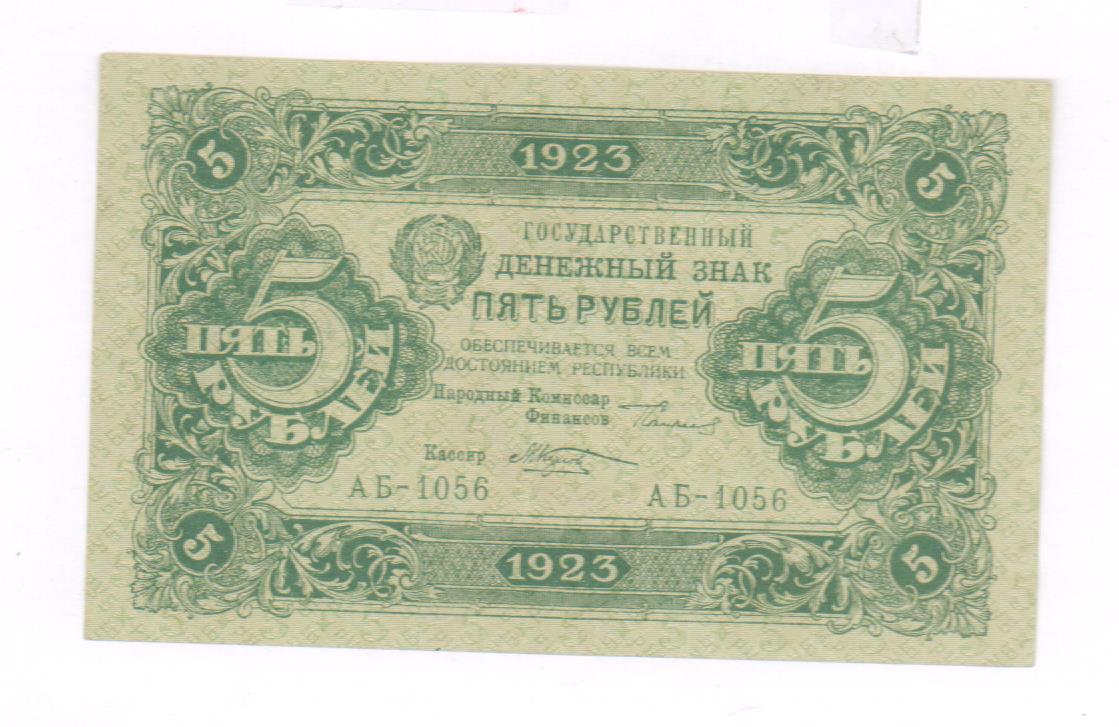 1923
5
5
ГОСУДАРСТВЕННЫЙ
ДЕНЕЖНЫЙ ЗНАК
ПЯТЬ РУБЛЕЙ
5
ПЯТЬ
РУБЛЕЙ
5
ПЯТЬ
РУБЛЕЙ
ОБЕСПЕЧИВАЕТСЯ ВСЕМ
ДОСТОЯНИЕМ РЕСПУБЛИКИ
Народный Комиссар
Финансов
Кассир
АБ-1056
АБ-1056
5
1923
5